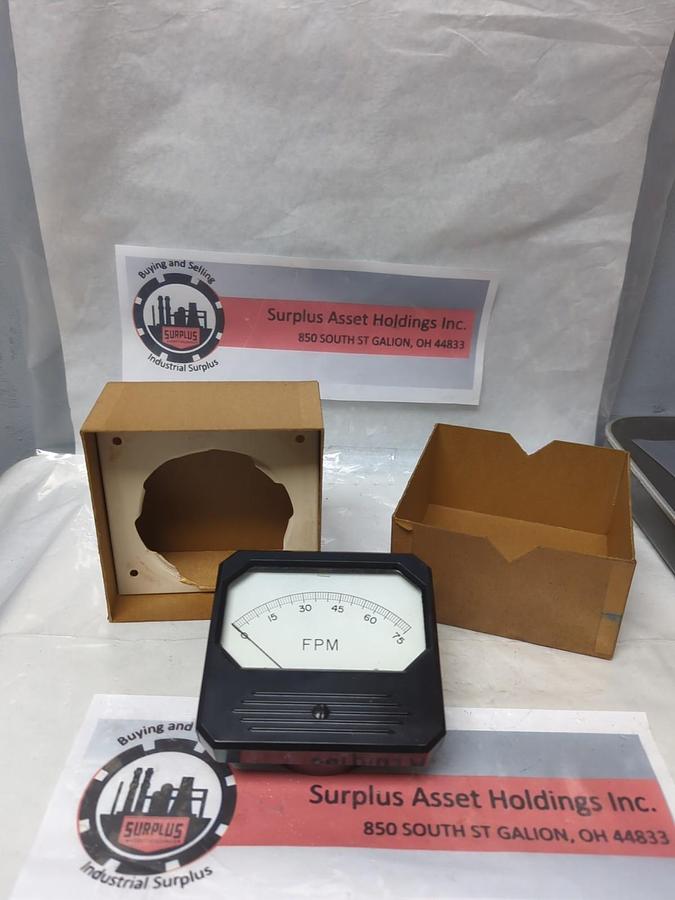 Buying and Selling
SURPLUS
Industrial Surplus
Surplus Asset Holdings Inc.
850 SOUTH ST GALION, OH 44833
0 15 30 45 60 75
FPM
Buying and
SURPLUS
Industrial Surplus
Surplus Asset Holdings Inc.
850 SOUTH ST GALION, OH 44833